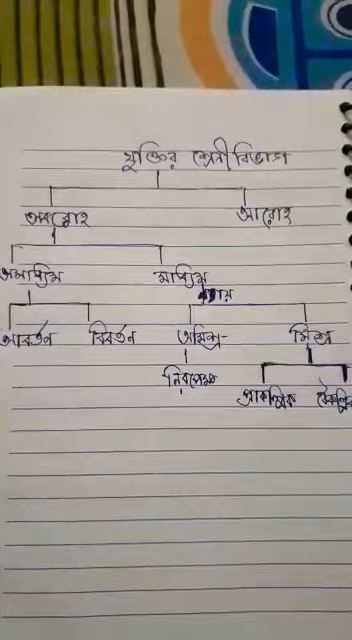 যুক্তির শ্রেনীবিভাগ
অবরোহ আরোহ
অমাধ্যম মাধ্যম
ন্যায়
আবর্তন বিবর্তন অমিশ্র মিশ্র
নিরপেক্ষ
প্রাকল্পিক বৈকল্পিক